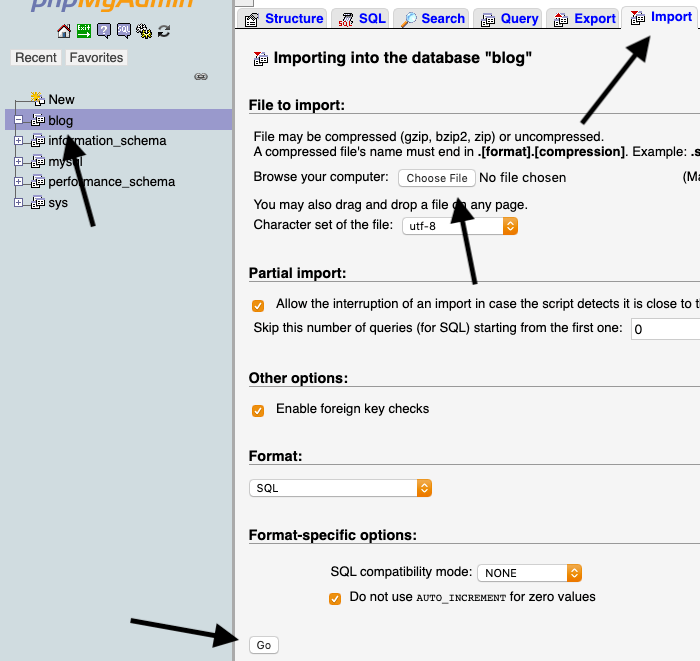 phpMyAdmin
Recent Favorites
New
blog
information_schema
mysql
performance_schema
sys
Structure SQL Search Query Export Import
Importing into the database "blog"
File to import:
File may be compressed (gzip, bzip2, zip) or uncompressed.
A compressed file's name must end in .[format].[compression]. Example: .s
Browse your computer: Choose File No file chosen (Ma
You may also drag and drop a file on any page.
Character set of the file: utf-8
Partial import:
Allow the interruption of an import in case the script detects it is close to t
Skip this number of queries (for SQL) starting from the first one: 0
Other options:
Enable foreign key checks
Format:
SQL
Format-specific options:
SQL compatibility mode: NONE
Do not use AUTO_INCREMENT for zero values
Go